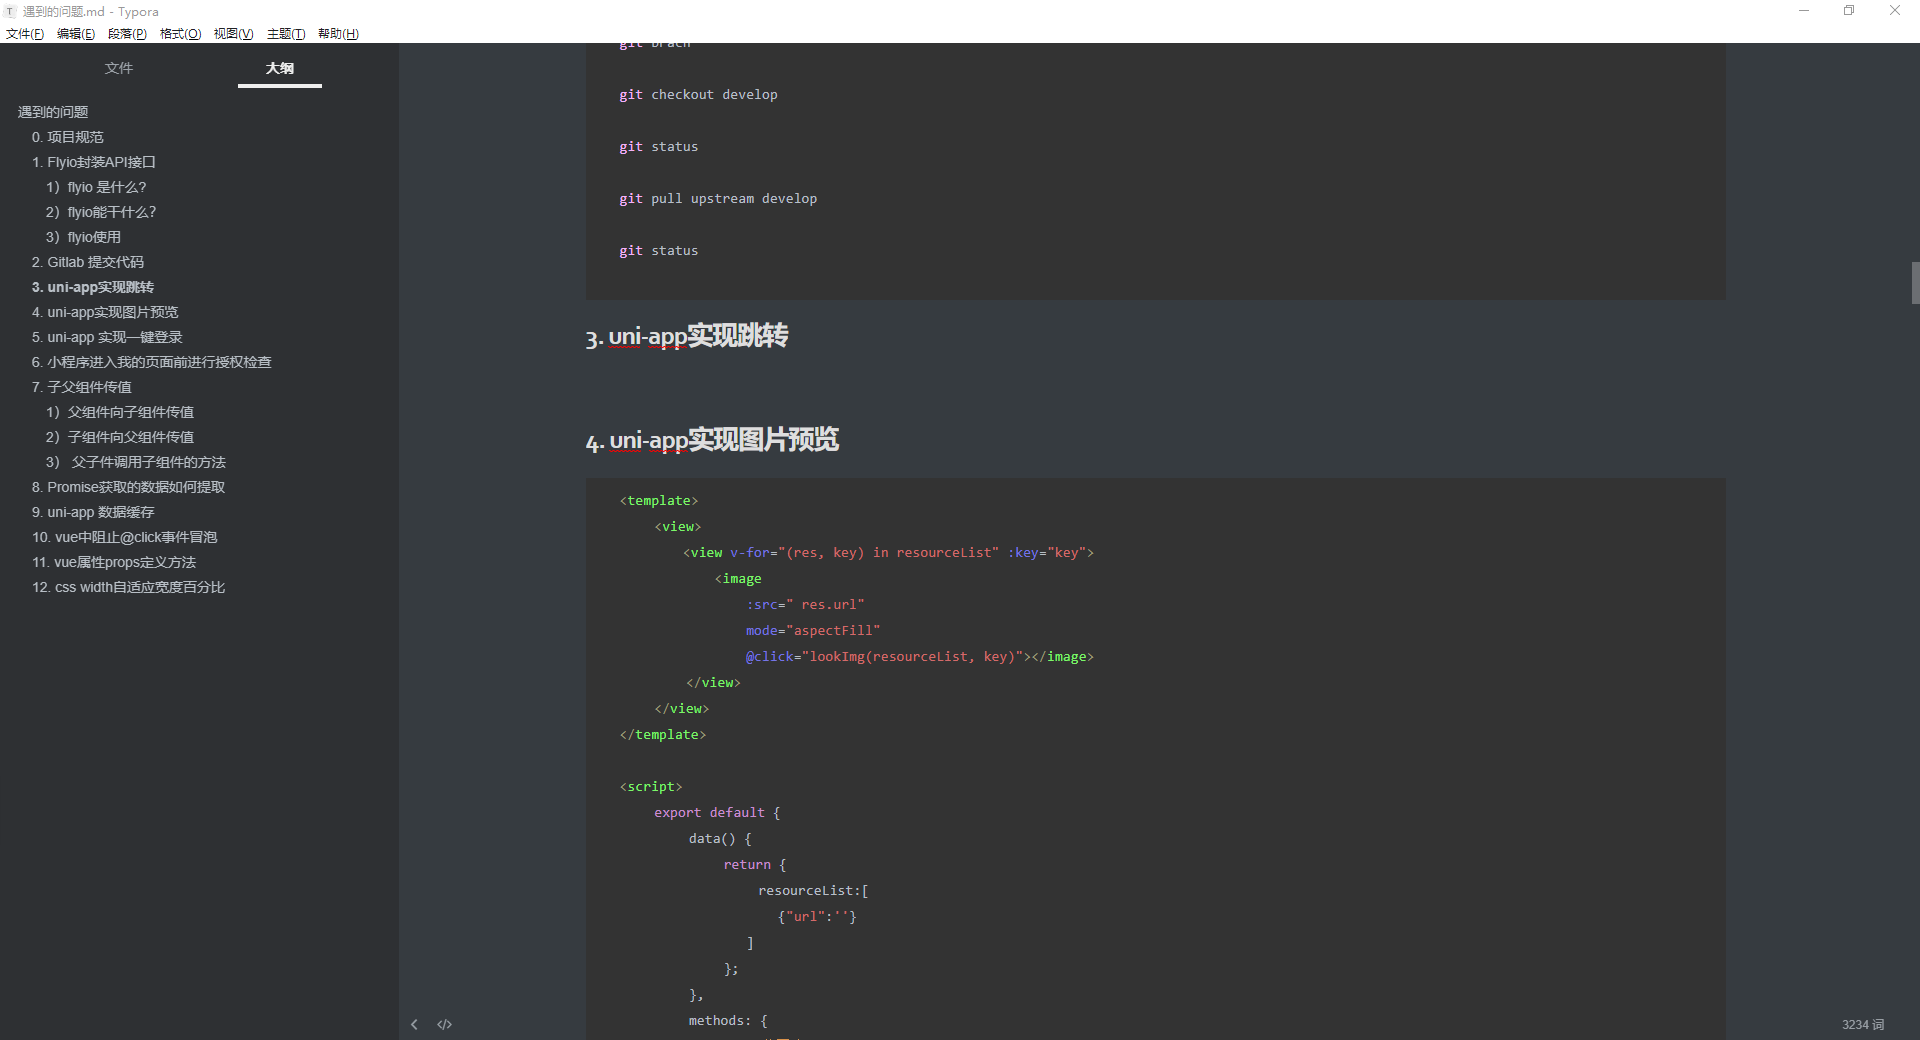 遇到的问题.md - Typora
文件(F) 编辑(E) 段落(P) 格式(O) 视图(V) 主题(T) 帮助(H)
文件 大纲
遇到的问题
0. 项目规范
1. Flyio封装API接口
1）flyio 是什么?
2）flyio能干什么？
3）flyio使用
2. Gitlab 提交代码
3. uni-app实现跳转
4. uni-app实现图片预览
5. uni-app 实现一键登录
6. 小程序进入我的页面前进行授权检查
7. 子父组件传值
1）父组件向子组件传值
2）子组件向父组件传值
3） 父子件调用子组件的方法
8. Promise获取的数据如何提取
9. uni-app 数据缓存
10. vue中阻止@click事件冒泡
11. vue属性props定义方法
12. css width自适应宽度百分比
git brach
git checkout develop
git status
git pull upstream develop
git status
3. uni-app实现跳转
4. uni-app实现图片预览
<template>
<view>
<view v-for="(res, key) in resourceList" :key="key">
<image
:src=" res.url"
mode="aspectFill"
@click="lookImg(resourceList, key)"></image>
</view>
</view>
</template>
<script>
export default {
data() {
return {
resourceList:[
{"url":''}
]
};
},
methods: {
3234 词